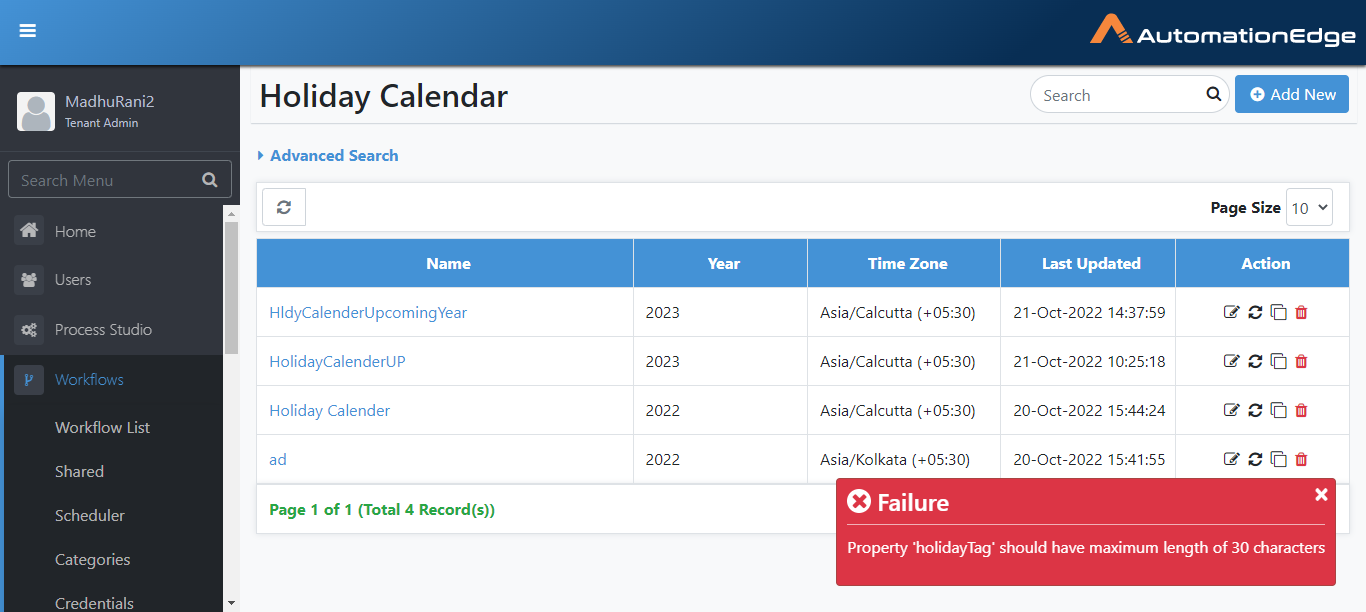 AutomationEdge
MadhuRani2
Tenant Admin
Search Menu
Home
Users
Process Studio
Workflows
Workflow List
Shared
Scheduler
Categories
Credentials
Holiday Calendar
Search
Add New
Advanced Search
Page Size 10
Name Year Time Zone Last Updated Action
HldyCalenderUpcomingYear 2023 Asia/Calcutta (+05:30) 21-Oct-2022 14:37:59
HolidayCalenderUP 2023 Asia/Calcutta (+05:30) 21-Oct-2022 10:25:18
Holiday Calender 2022 Asia/Calcutta (+05:30) 20-Oct-2022 15:44:24
ad 2022 Asia/Kolkata (+05:30) 20-Oct-2022 15:41:55
Page 1 of 1 (Total 4 Record(s))
Failure
Property 'holidayTag' should have maximum length of 30 characters